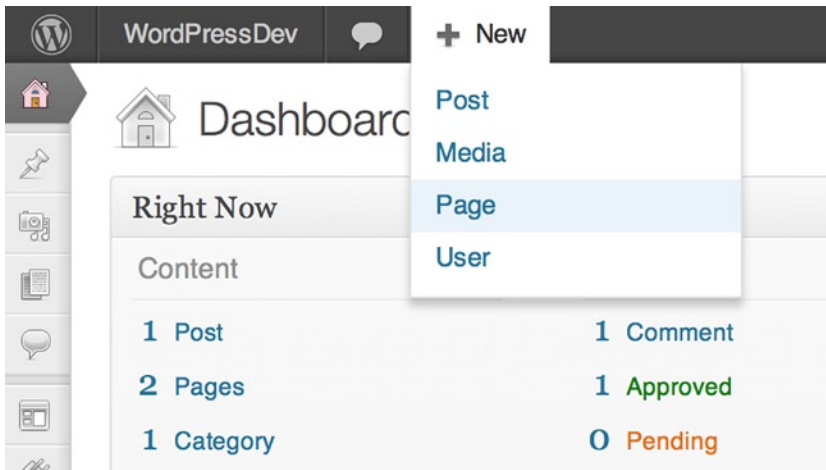 WordPressDev
+ New
Post
Media
Page
User
Dashboard
Right Now
Content
1 Post
1 Comment
2 Pages
1 Approved
1 Category
0 Pending